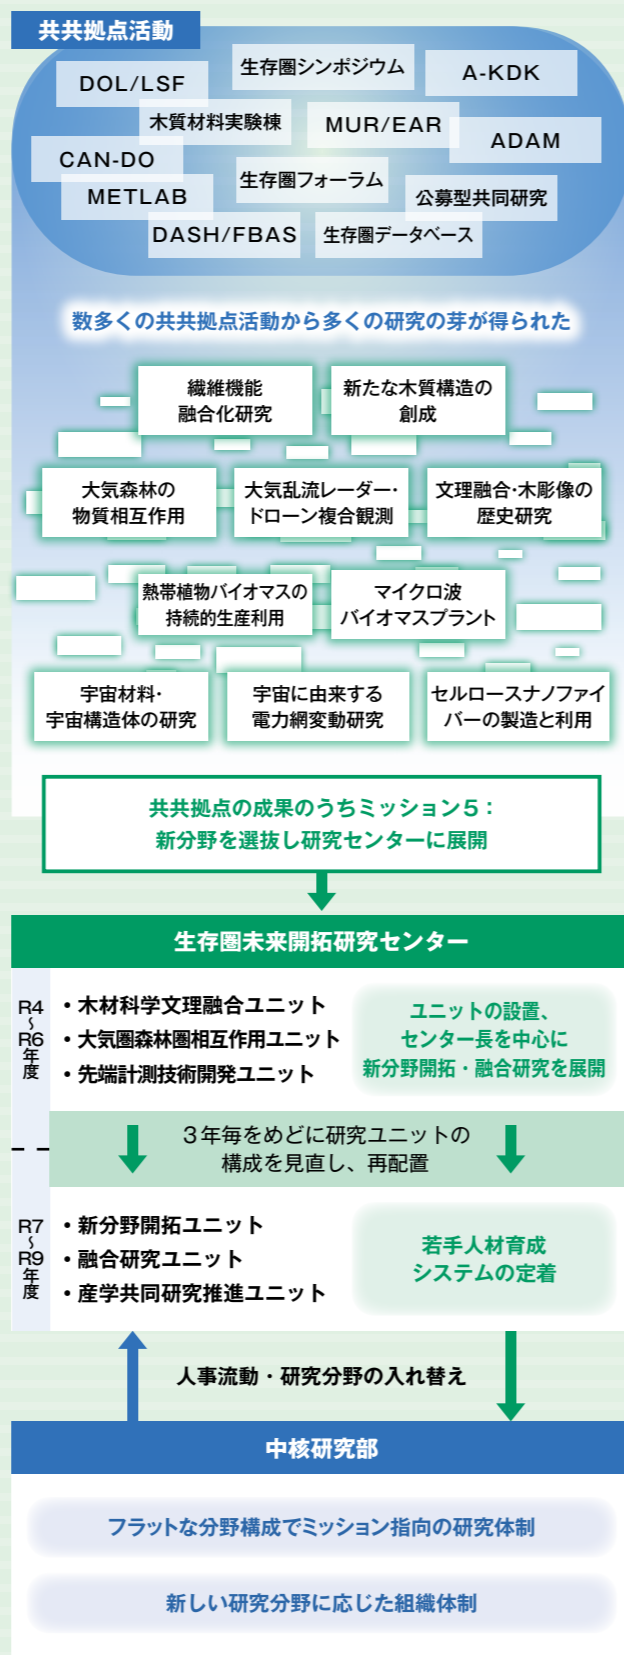 共共拠点活動
DOL/LSF
生存圏シンポジウム
A-KDK
木質材料実験棟
MUR/EAR
ADAM
CAN-DO
生存圏フォーラム
METLAB
公募型共同研究
DASH/FBAS
生存圏データベース
数多くの共共拠点活動から多くの研究の芽が得られた
繊維機能
融合化研究
新たな木質構造の
創成
大気森林の
物質相互作用
大気乱流レーダー・
ドローン複合観測
文理融合・木彫像の
歴史研究
熱帯植物バイオマスの
持続的生産利用
マイクロ波
バイオマスプラント
宇宙材料・
宇宙構造体の研究
宇宙に由来する
電力網変動研究
セルロースナノファイ
バーの製造と利用
共共拠点の成果のうちミッション5：
新分野を選抜し研究センターに展開
生存圏未来開拓研究センター
R4
〜
R6
年度
・木材科学文理融合ユニット
・大気圏森林圏相互作用ユニット
・先端計測技術開発ユニット
ユニットの設置、
センター長を中心に
新分野開拓・融合研究を展開
3年毎をめどに研究ユニットの
構成を見直し、再配置
R7
〜
R9
年度
・新分野開拓ユニット
・融合研究ユニット
・産学共同研究推進ユニット
若手人材育成
システムの定着
人事流動・研究分野の入れ替え
中核研究部
フラットな分野構成でミッション指向の研究体制
新しい研究分野に応じた組織体制